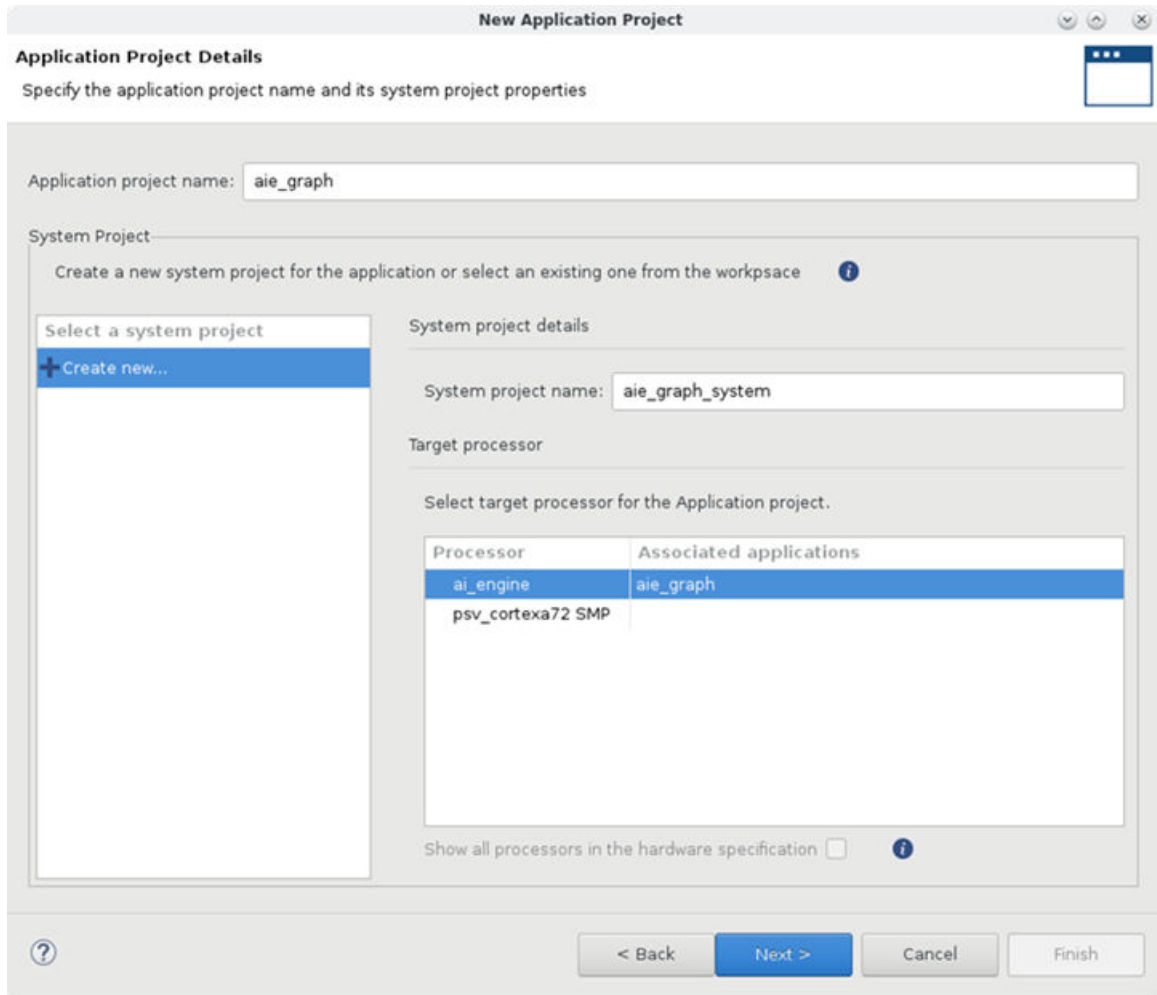 New Application Project
Application Project Details
Specify the application project name and its system project properties
Application project name: aie_graph
System Project
Create a new system project for the application or select an existing one from the workpsace
Select a system project
Create new...
System project details
System project name: aie_graph_system
Target processor
Select target processor for the Application project.
Processor Associated applications
ai_engine aie_graph
psv_cortexa72 SMP
Show all processors in the hardware specification
< Back Next > Cancel Finish